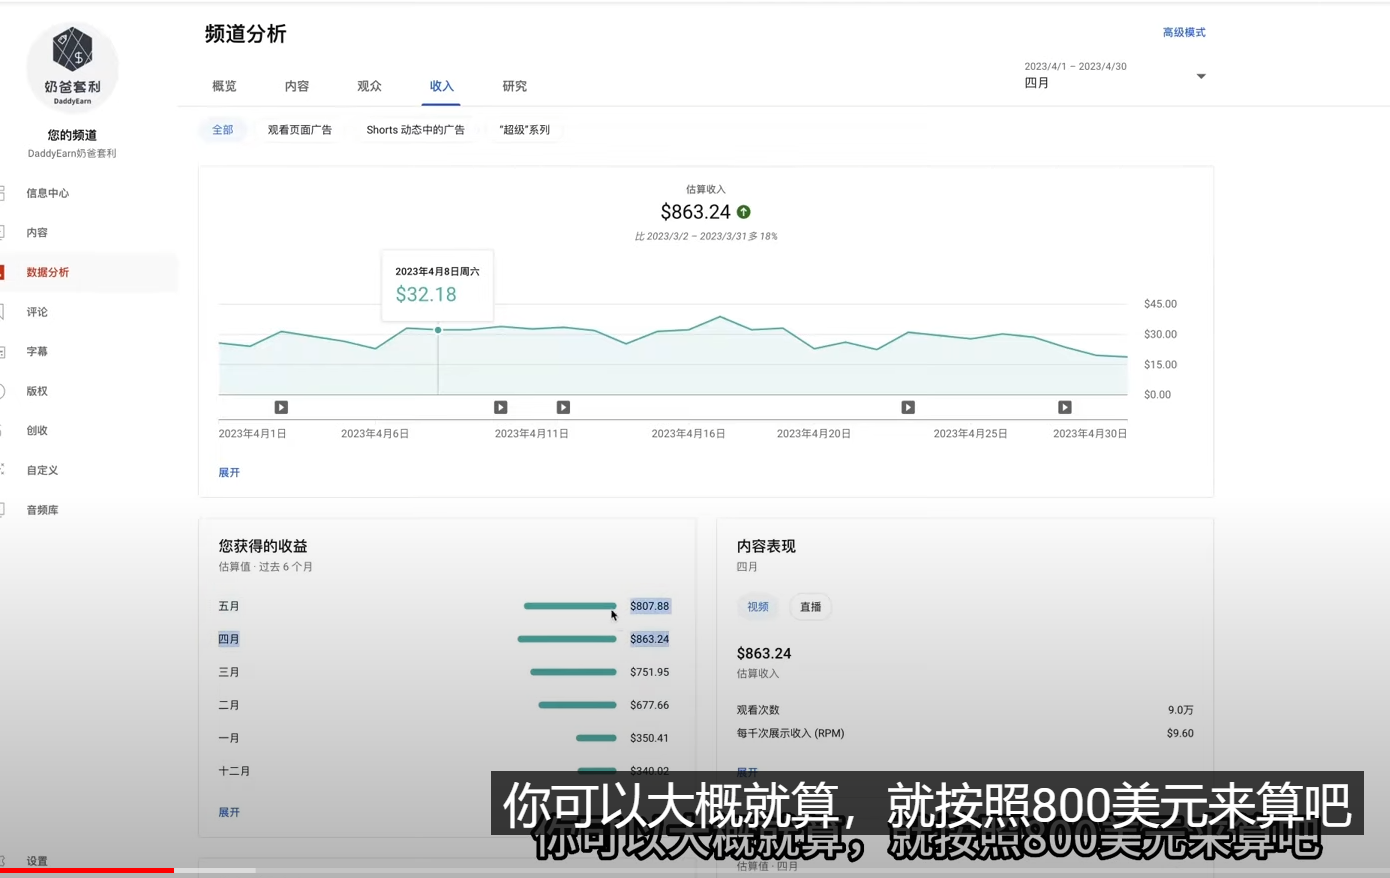 频道分析
高级模式
奶爸套利
DaddyEarn
您的频道
DaddyEarn奶爸套利
概览
内容
观众
收入
研究
2023/4/1 – 2023/4/30
四月
全部
观看页面广告
Shorts 动态中的广告
“超级”系列
信息中心
内容
数据分析
评论
字幕
版权
创收
自定义
音频库
设置
估算收入
$863.24
比 2023/3/2 – 2023/3/31 多 18%
2023年4月8日周六
$32.18
$45.00
$30.00
$15.00
$0.00
2023年4月1日
2023年4月6日
2023年4月11日
2023年4月16日
2023年4月20日
2023年4月25日
2023年4月30日
展开
您获得的收益
估算值 · 过去 6 个月
五月 $807.88
四月 $863.24
三月 $751.95
二月 $677.66
一月 $350.41
十二月 $340.02
展开
内容表现
四月
视频
直播
$863.24
估算收入
观看次数 9.0万
每千次展示收入 (RPM) $9.60
展开
你可以大概就算，就按照800美元来算吧
你可以大概就算，就按照800美元来算吧
估算值 · 四月